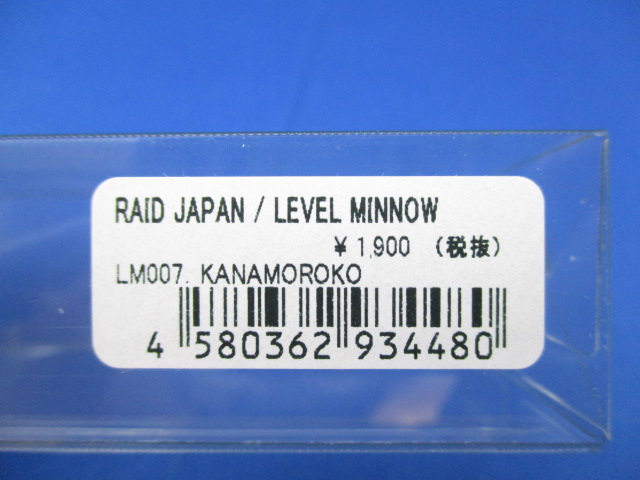 RAID JAPAN / LEVEL MINNOW
¥ 1,900 (税抜)
LM007. KANAMOROKO
4 580362 934480